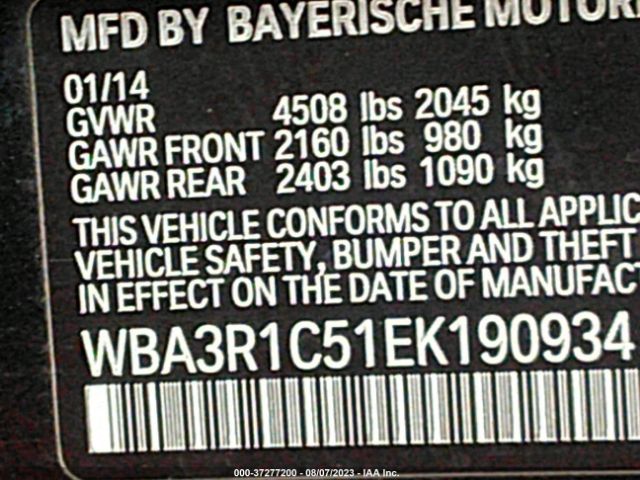 MFD BY BAYERISCHE MOTOR
01/14
GVWR 4508 lbs 2045 kg
GAWR FRONT 2160 lbs 980 kg
GAWR REAR 2403 lbs 1090 kg
THIS VEHICLE CONFORMS TO ALL APPLIC
VEHICLE SAFETY, BUMPER AND THEFT
IN EFFECT ON THE DATE OF MANUFACT
WBA3R1C51EK190934
000-37277200 - 08/07/2023 - IAA Inc.